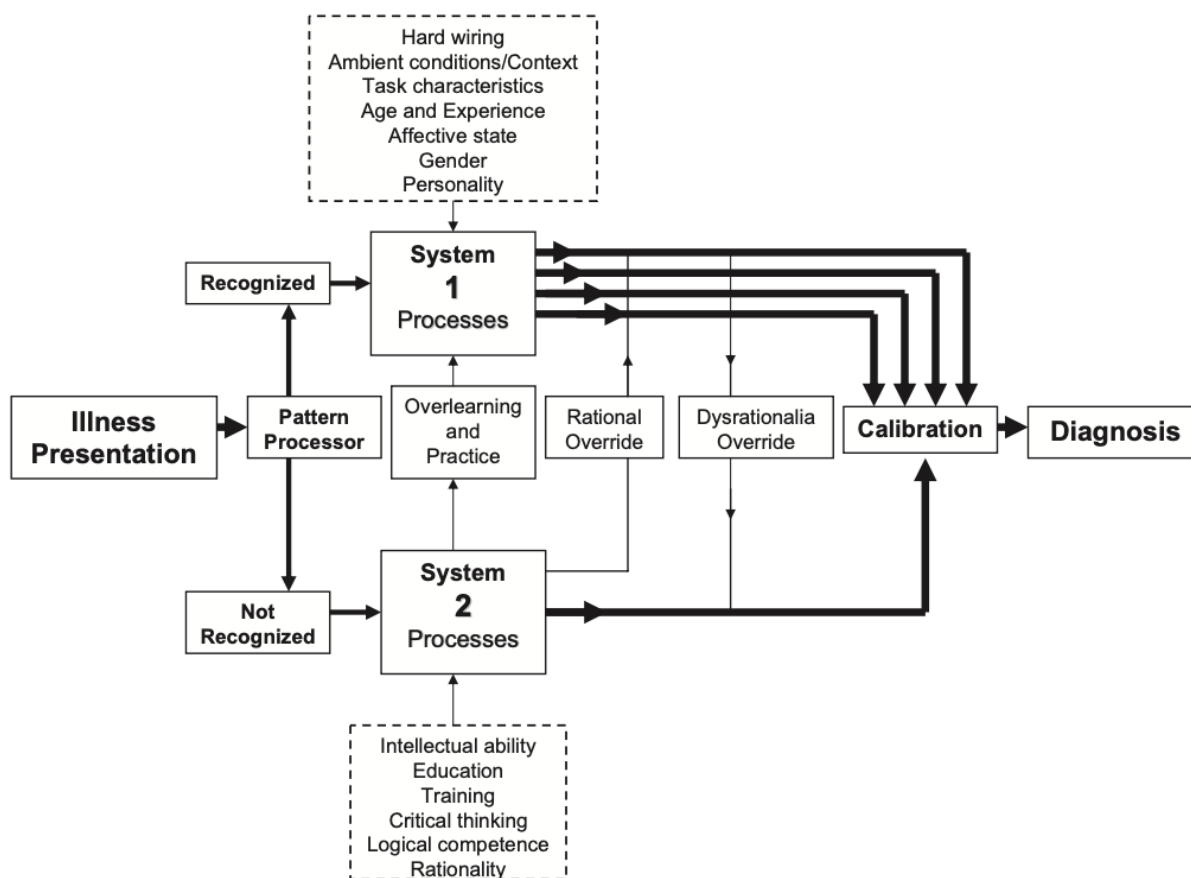 Hard wiring
Ambient conditions/Context
Task characteristics
Age and Experience
Affective state
Gender
Personality
System
1
Processes
Recognized
Illness
Presentation
Pattern
Processor
Overlearning
and
Practice
Rational
Override
Dysrationalia
Override
Calibration
Diagnosis
Not
Recognized
System
2
Processes
Intellectual ability
Education
Training
Critical thinking
Logical competence
Rationality